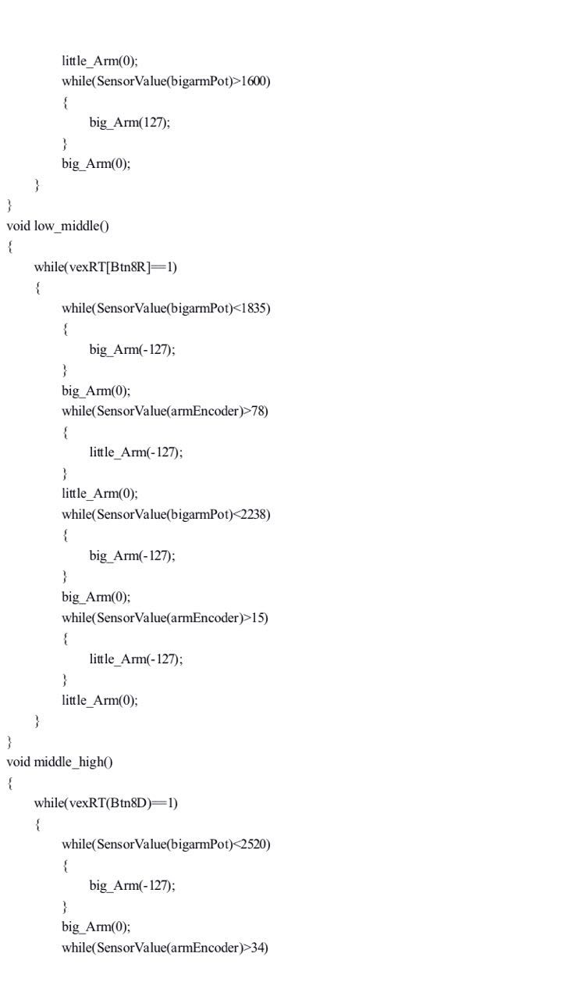 little_Arm(0);
while(SensorValue(bigarmPot)>1600)
{
big_Arm(127);
}
big_Arm(0);
}
}
void low_middle()
{
while(vexRT[Btn8R]==1)
{
while(SensorValue(bigarmPot)<1835)
{
big_Arm(-127);
}
big_Arm(0);
while(SensorValue(armEncoder)>78)
{
little_Arm(-127);
}
little_Arm(0);
while(SensorValue(bigarmPot)<2238)
{
big_Arm(-127);
}
big_Arm(0);
while(SensorValue(armEncoder)>15)
{
little_Arm(-127);
}
little_Arm(0);
}
}
void middle_high()
{
while(vexRT(Btn8D)==1)
{
while(SensorValue(bigarmPot)<2520)
{
big_Arm(-127);
}
big_Arm(0);
while(SensorValue(armEncoder)>34)